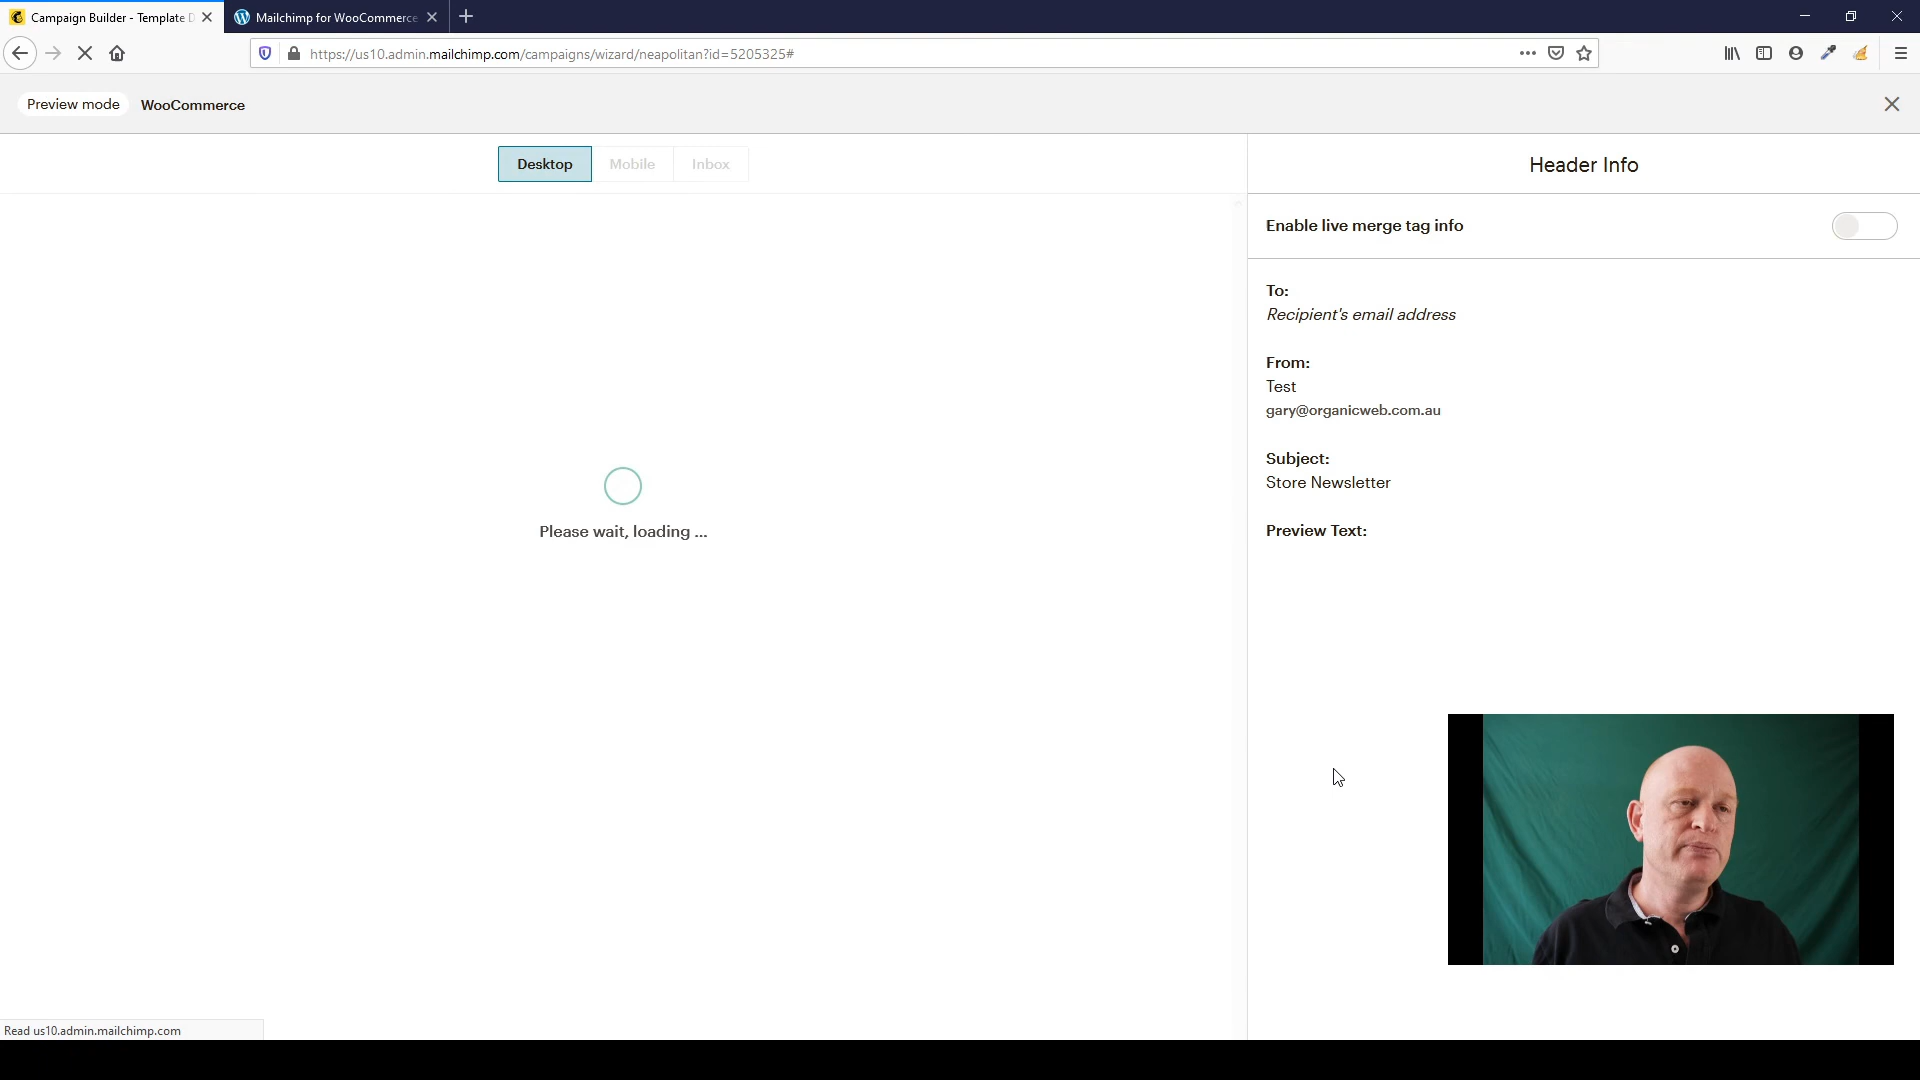 Campaign Builder - Template D
Mailchimp for WooCommerce
https://us10.admin.mailchimp.com/campaigns/wizard/neapolitan?id=5205325#
Preview mode WooCommerce
Desktop Mobile Inbox
Header Info
Enable live merge tag info
To:
Recipient's email address
From:
Test
gary@organicweb.com.au
Subject:
Store Newsletter
Preview Text:
Please wait, loading ...
Read us10.admin.mailchimp.com